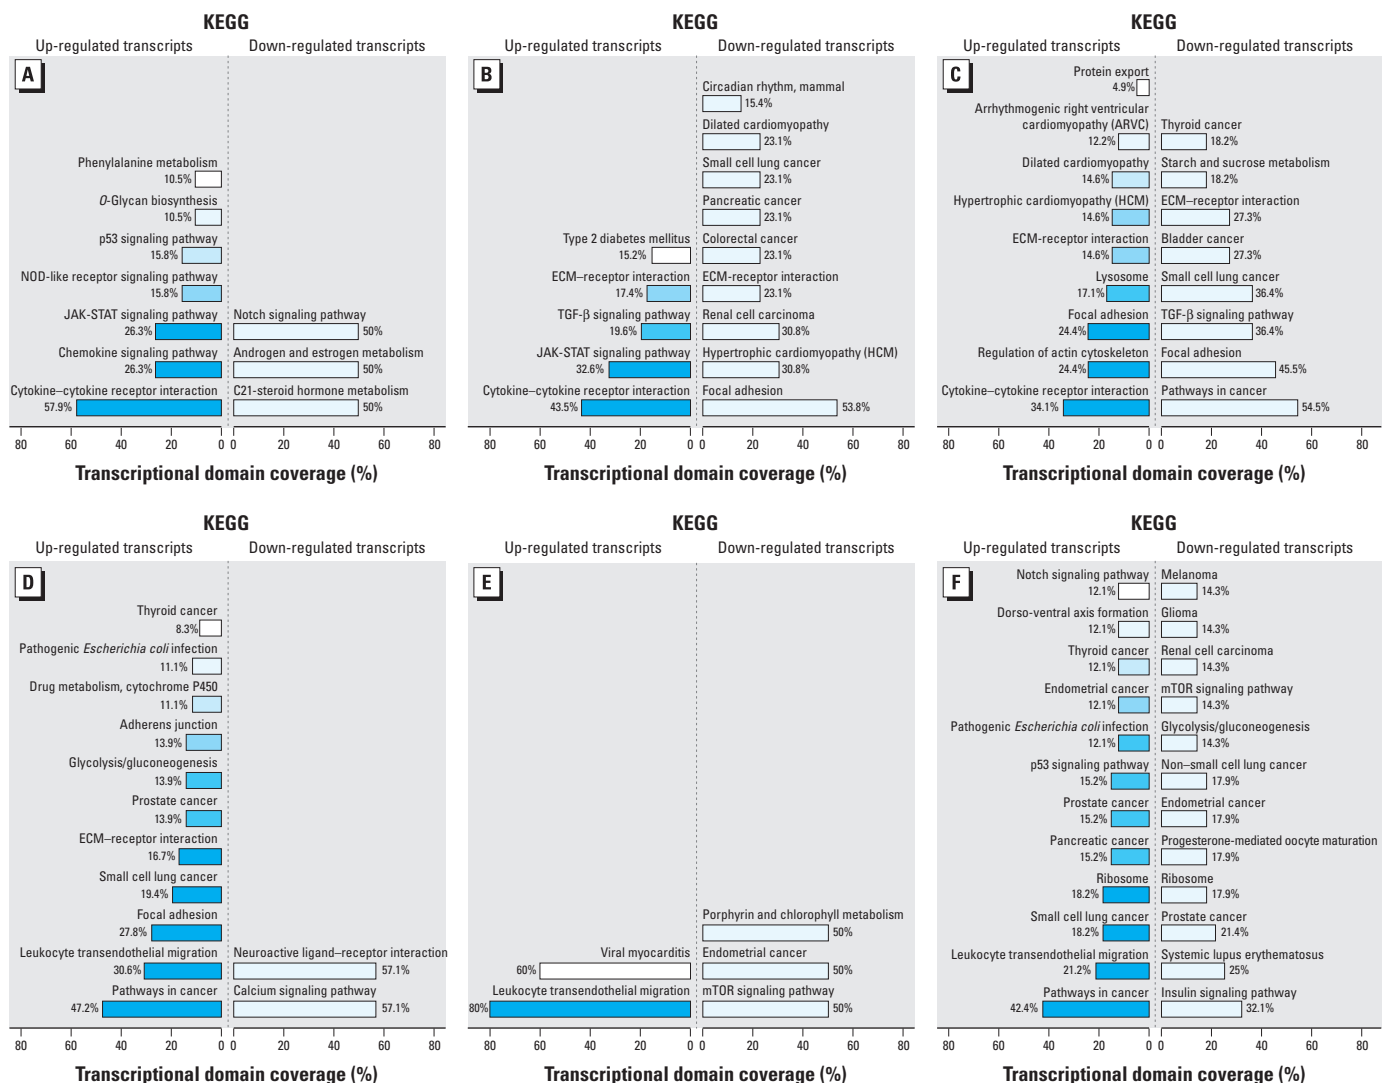 KEGG
Up-regulated transcripts
Down-regulated transcripts
A
Phenylalanine metabolism
10.5%
O-Glycan biosynthesis
10.5%
p53 signaling pathway
15.8%
NOD-like receptor signaling pathway
15.8%
JAK-STAT signaling pathway
26.3%
Notch signaling pathway
50%
Chemokine signaling pathway
26.3%
Androgen and estrogen metabolism
50%
Cytokine–cytokine receptor interaction
57.9%
C21-steroid hormone metabolism
50%
80 60 40 20 0 0 20 40 60 80
Transcriptional domain coverage (%)
KEGG
Up-regulated transcripts
Down-regulated transcripts
B
Circadian rhythm, mammal
15.4%
Dilated cardiomyopathy
23.1%
Small cell lung cancer
23.1%
Pancreatic cancer
23.1%
Type 2 diabetes mellitus
15.2%
Colorectal cancer
23.1%
ECM–receptor interaction
17.4%
ECM-receptor interaction
23.1%
TGF-β signaling pathway
19.6%
Renal cell carcinoma
30.8%
JAK-STAT signaling pathway
32.6%
Hypertrophic cardiomyopathy (HCM)
30.8%
Cytokine–cytokine receptor interaction
43.5%
Focal adhesion
53.8%
80 60 40 20 0 0 20 40 60 80
Transcriptional domain coverage (%)
KEGG
Up-regulated transcripts
Down-regulated transcripts
C
Protein export
4.9%
Arrhythmogenic right ventricular
cardiomyopathy (ARVC)
12.2%
Thyroid cancer
18.2%
Dilated cardiomyopathy
14.6%
Starch and sucrose metabolism
18.2%
Hypertrophic cardiomyopathy (HCM)
14.6%
ECM–receptor interaction
27.3%
ECM-receptor interaction
14.6%
Bladder cancer
27.3%
Lysosome
17.1%
Small cell lung cancer
36.4%
Focal adhesion
24.4%
TGF-β signaling pathway
36.4%
Regulation of actin cytoskeleton
24.4%
Focal adhesion
45.5%
Cytokine–cytokine receptor interaction
34.1%
Pathways in cancer
54.5%
80 60 40 20 0 0 20 40 60 80
Transcriptional domain coverage (%)
KEGG
Up-regulated transcripts
Down-regulated transcripts
D
Thyroid cancer
8.3%
Pathogenic Escherichia coli infection
11.1%
Drug metabolism, cytochrome P450
11.1%
Adherens junction
13.9%
Glycolysis/gluconeogenesis
13.9%
Prostate cancer
13.9%
ECM–receptor interaction
16.7%
Small cell lung cancer
19.4%
Focal adhesion
27.8%
Leukocyte transendothelial migration
30.6%
Neuroactive ligand–receptor interaction
57.1%
Pathways in cancer
47.2%
Calcium signaling pathway
57.1%
80 60 40 20 0 0 20 40 60 80
Transcriptional domain coverage (%)
KEGG
Up-regulated transcripts
Down-regulated transcripts
E
Porphyrin and chlorophyll metabolism
50%
Viral myocarditis
60%
Endometrial cancer
50%
Leukocyte transendothelial migration
80%
mTOR signaling pathway
50%
80 60 40 20 0 0 20 40 60 80
Transcriptional domain coverage (%)
KEGG
Up-regulated transcripts
Down-regulated transcripts
F
Notch signaling pathway
12.1%
Melanoma
14.3%
Dorso-ventral axis formation
12.1%
Glioma
14.3%
Thyroid cancer
12.1%
Renal cell carcinoma
14.3%
Endometrial cancer
12.1%
mTOR signaling pathway
14.3%
Pathogenic Escherichia coli infection
12.1%
Glycolysis/gluconeogenesis
14.3%
p53 signaling pathway
15.2%
Non–small cell lung cancer
17.9%
Prostate cancer
15.2%
Endometrial cancer
17.9%
Pancreatic cancer
15.2%
Progesterone-mediated oocyte maturation
17.9%
Ribosome
18.2%
Ribosome
17.9%
Small cell lung cancer
18.2%
Prostate cancer
21.4%
Leukocyte transendothelial migration
21.2%
Systemic lupus erythematosus
25%
Pathways in cancer
42.4%
Insulin signaling pathway
32.1%
80 60 40 20 0 0 20 40 60 80
Transcriptional domain coverage (%)